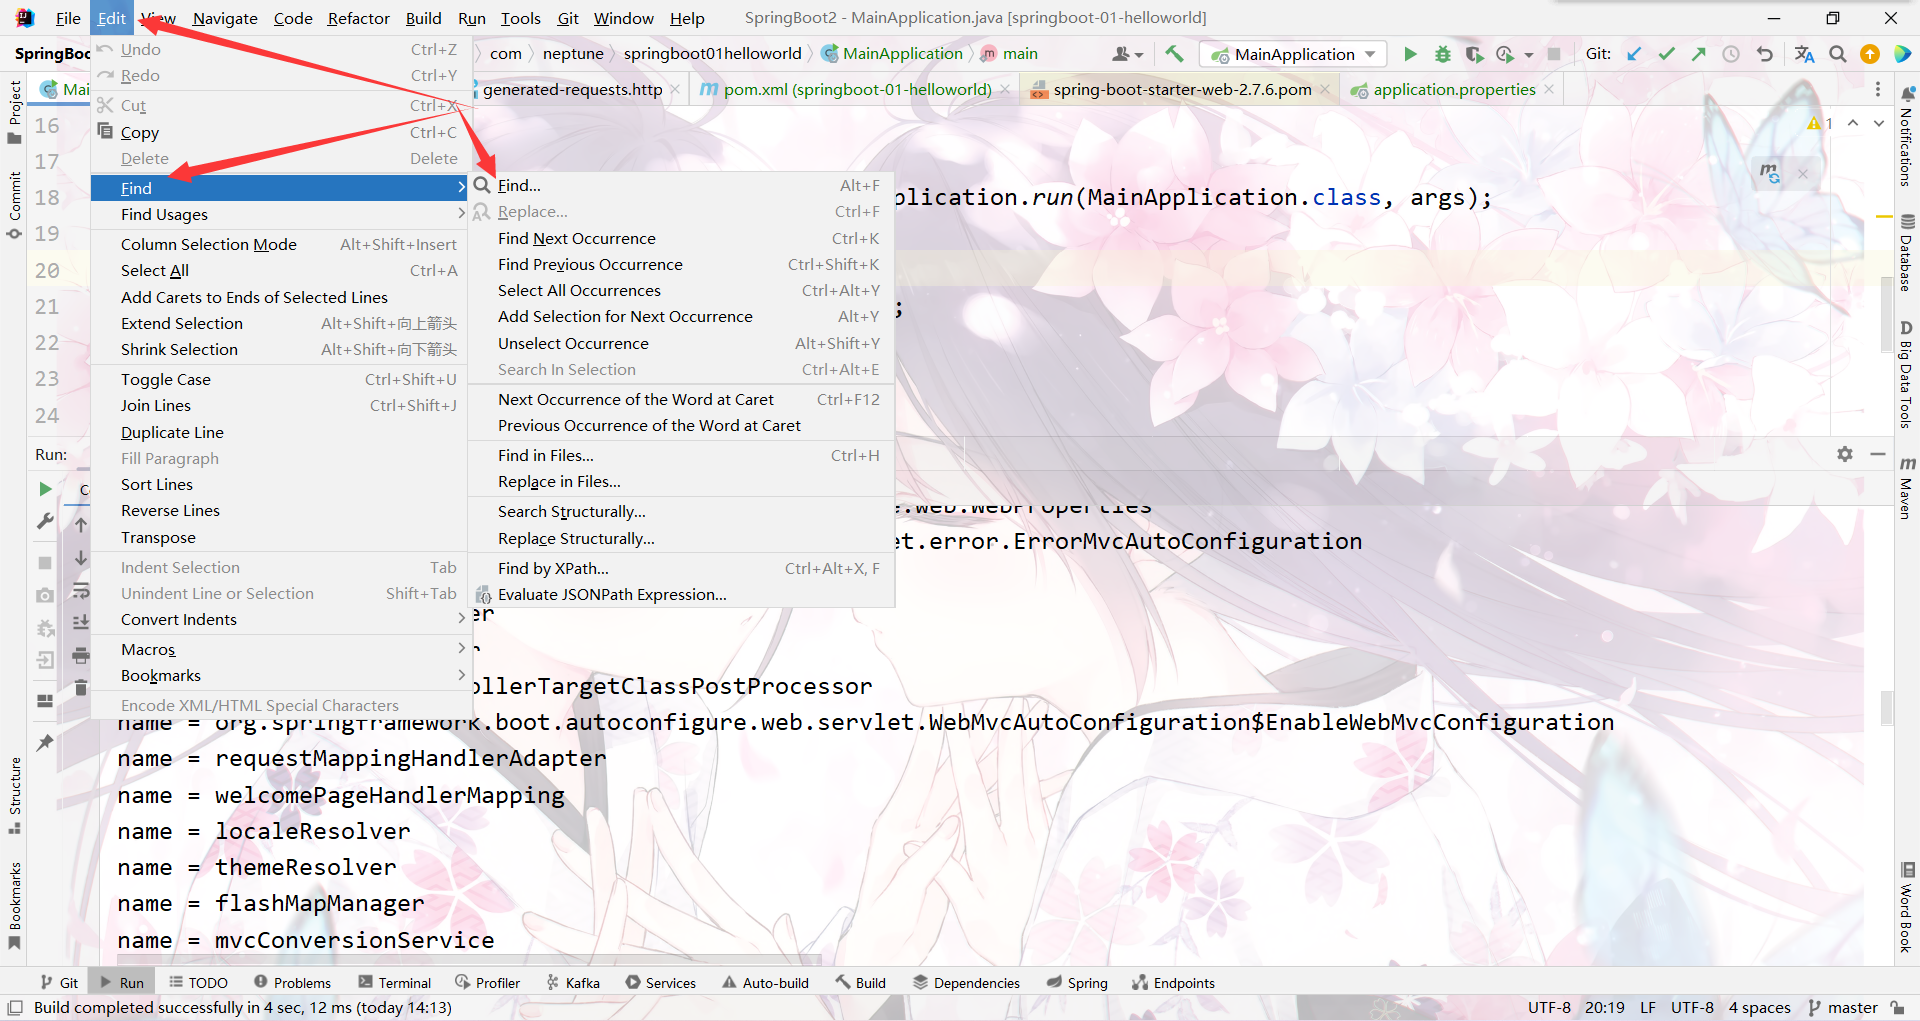 File Edit View Navigate Code Refactor Build Run Tools Git Window Help SpringBoot2 - MainApplication.java [springboot-01-helloworld]
SpringBoo com neptune springboot01helloworld MainApplication main MainApplication Git:
Mai generated-requests.http pom.xml (springboot-01-helloworld) spring-boot-starter-web-2.7.6.pom application.properties
Project
Commit
Structure
Bookmarks
Notifications
Database
Big Data Tools
Maven
Word Book
16
17
18
19
20
21
22
23
24
1
plication.run(MainApplication.class, args);
;
Undo Ctrl+Z
Redo Ctrl+Y
Cut Ctrl+X
Copy Ctrl+C
Delete Delete
Find
Find Usages
Column Selection Mode Alt+Shift+Insert
Select All Ctrl+A
Add Carets to Ends of Selected Lines
Extend Selection Alt+Shift+向上箭头
Shrink Selection Alt+Shift+向下箭头
Toggle Case Ctrl+Shift+U
Join Lines Ctrl+Shift+J
Duplicate Line
Fill Paragraph
Sort Lines
Reverse Lines
Transpose
Indent Selection Tab
Unindent Line or Selection Shift+Tab
Convert Indents
Macros
Bookmarks
Encode XML/HTML Special Characters
Find... Alt+F
Replace... Ctrl+F
Find Next Occurrence Ctrl+K
Find Previous Occurrence Ctrl+Shift+K
Select All Occurrences Ctrl+Alt+Y
Add Selection for Next Occurrence Alt+Y
Unselect Occurrence Alt+Shift+Y
Search In Selection Ctrl+Alt+E
Next Occurrence of the Word at Caret Ctrl+F12
Previous Occurrence of the Word at Caret
Find in Files... Ctrl+H
Replace in Files...
Search Structurally...
Replace Structurally...
Find by XPath... Ctrl+Alt+X, F
Evaluate JSONPath Expression...
Run:
.web.WebProperties
et.error.ErrorMvcAutoConfiguration
er
ollerTargetClassPostProcessor
name = org.springframework.boot.autoconfigure.web.servlet.WebMvcAutoConfiguration$EnableWebMvcConfiguration
name = requestMappingHandlerAdapter
name = welcomePageHandlerMapping
name = localeResolver
name = themeResolver
name = flashMapManager
name = mvcConversionService
Git Run TODO Problems Terminal Profiler Kafka Services Auto-build Build Dependencies Spring Endpoints
Build completed successfully in 4 sec, 12 ms (today 14:13) UTF-8 20:19 LF UTF-8 4 spaces master